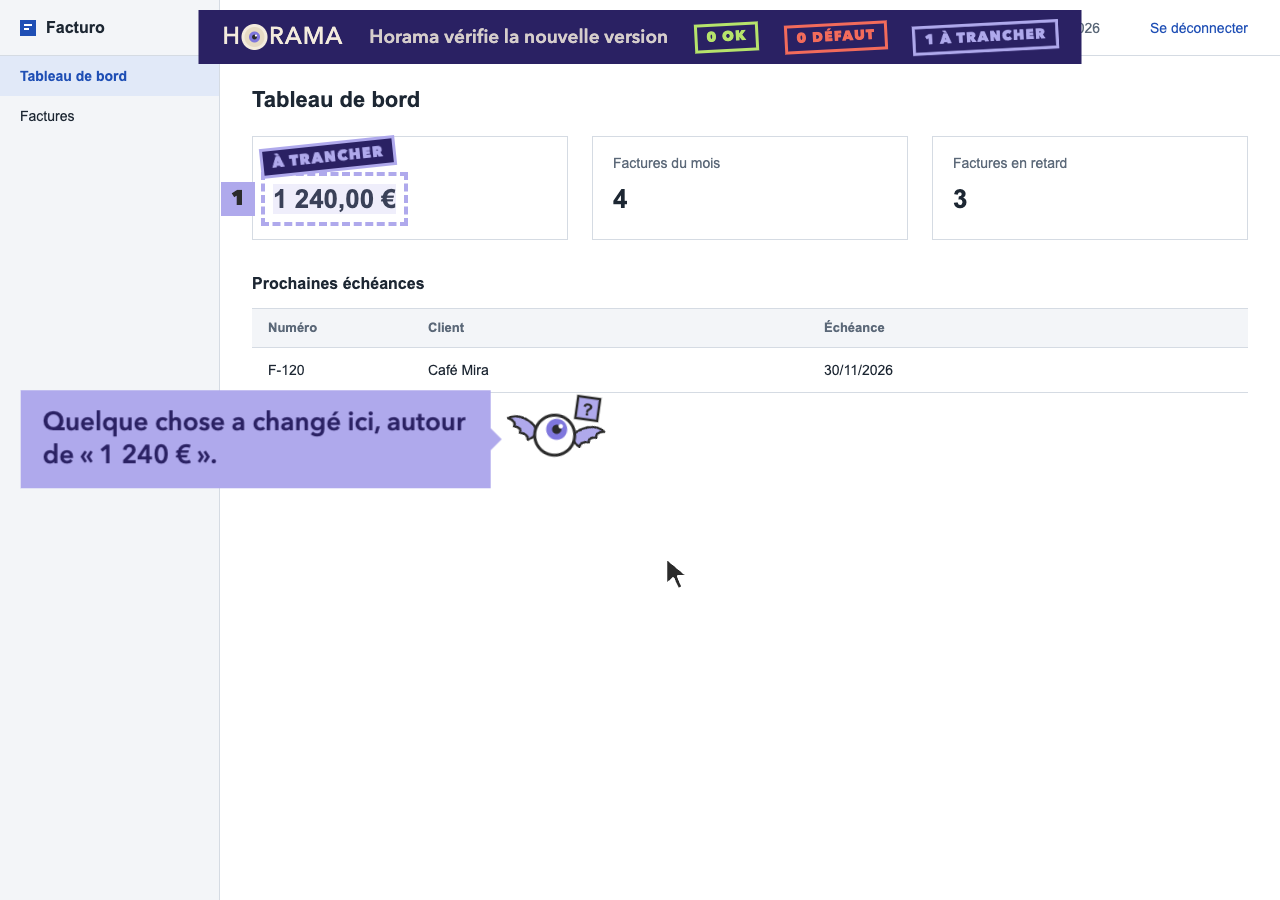 Facturo
HORAMA
Horama vérifie la nouvelle version
0 OK
0 DÉFAUT
1 À TRANCHER
026
Se déconnecter
Tableau de bord
Factures
Tableau de bord
À TRANCHER
1
1 240,00 €
Factures du mois
4
Factures en retard
3
Prochaines échéances
Numéro Client Échéance
F-120 Café Mira 30/11/2026
Quelque chose a changé ici, autour
de « 1 240 € ».
?